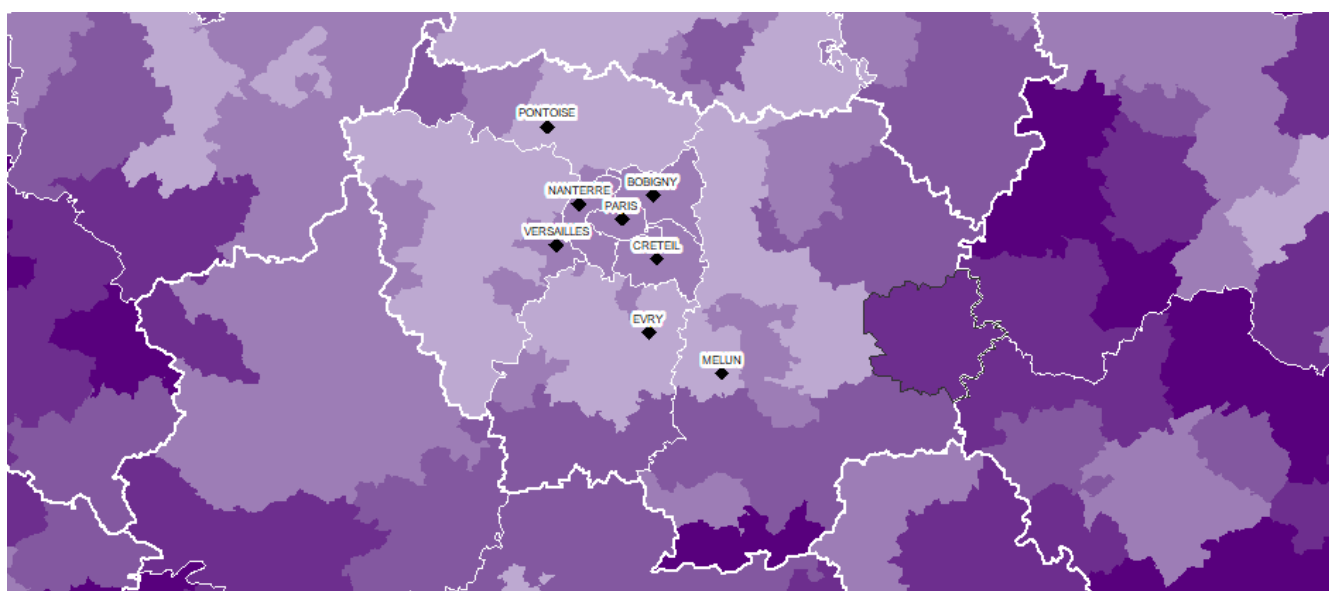 PONTOISE
BOBIGNY
NANTERRE
PARIS
VERSAILLES
CRETEIL
EVRY
MELUN